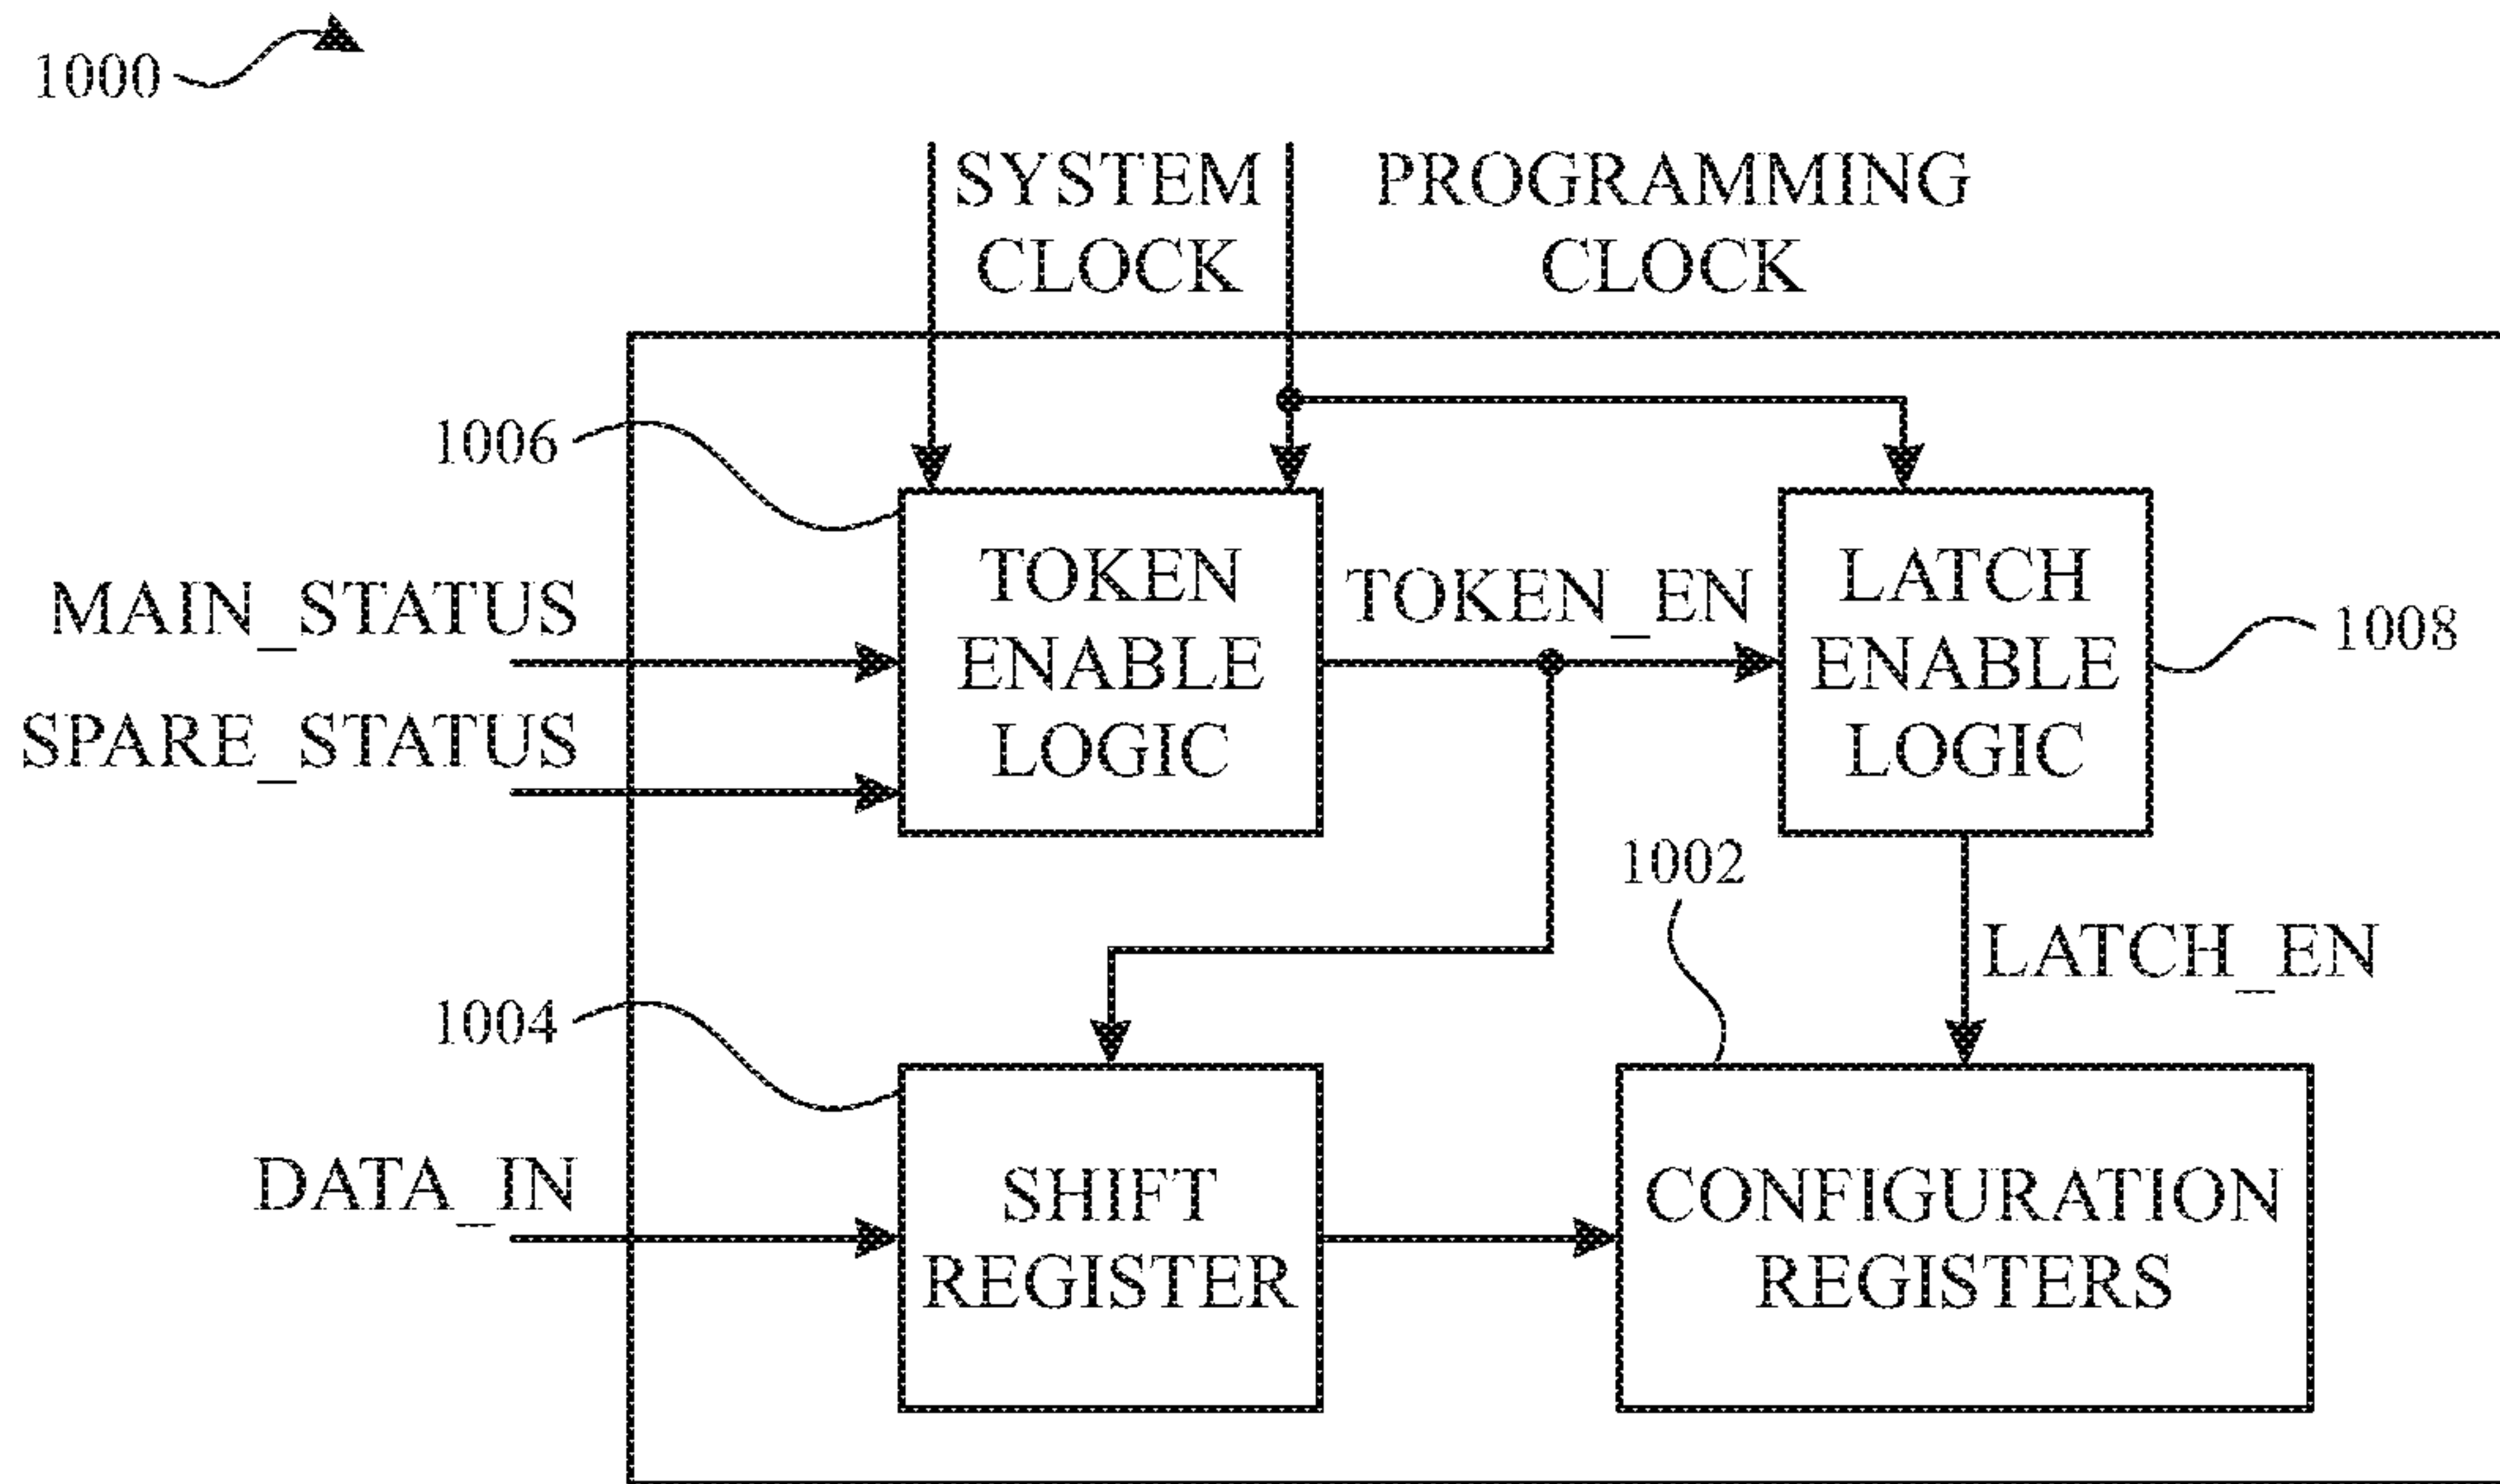 1000
SYSTEM
CLOCK
PROGRAMMING
CLOCK
1006
TOKEN
ENABLE
LOGIC
TOKEN_EN
LATCH
ENABLE
LOGIC
1008
MAIN_STATUS
SPARE_STATUS
1002
LATCH_EN
1004
DATA_IN
SHIFT
REGISTER
CONFIGURATION
REGISTERS